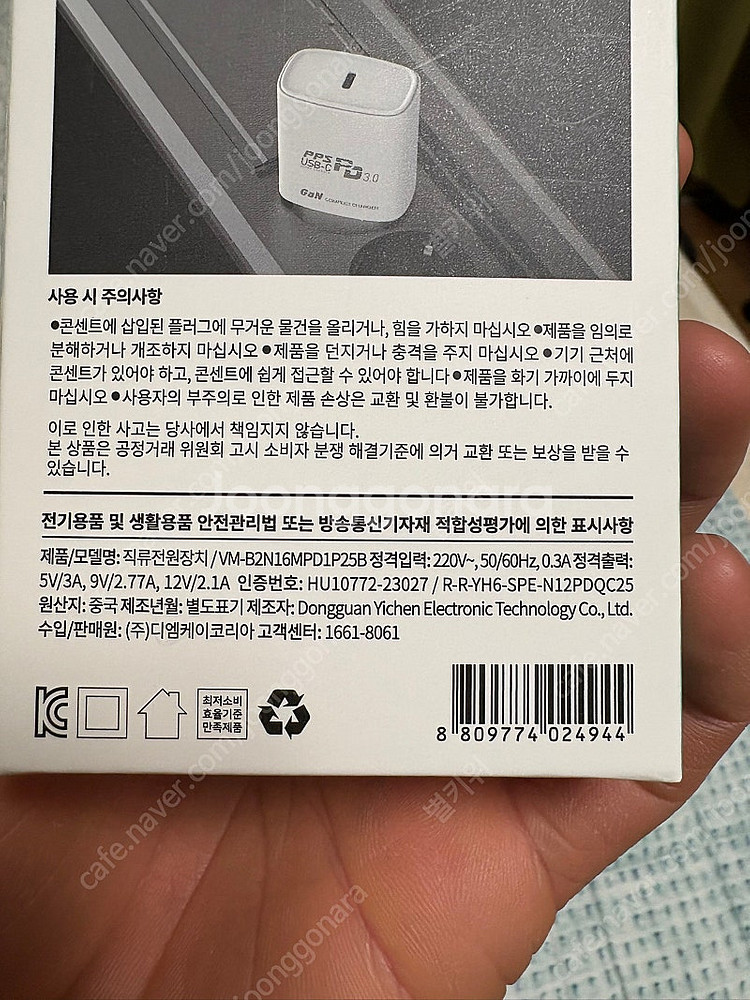 PPS
USB-C PD 3.0
GaN COMPACT CHARGER
사용 시 주의사항
●콘센트에 삽입된 플러그에 무거운 물건을 올리거나, 힘을 가하지 마십시오 ●제품을 임의로
분해하거나 개조하지 마십시오 ●제품을 던지거나 충격을 주지 마십시오 ●기기 근처에
콘센트가 있어야 하고, 콘센트에 쉽게 접근할 수 있어야 합니다 ●제품을 화기 가까이에 두지
마십시오 ●사용자의 부주의로 인한 제품 손상은 교환 및 환불이 불가합니다.
이로 인한 사고는 당사에서 책임지지 않습니다.
본 상품은 공정거래 위원회 고시 소비자 분쟁 해결기준에 의거 교환 또는 보상을 받을 수
있습니다.
Joonggonara
전기용품 및 생활용품 안전관리법 또는 방송통신기자재 적합성평가에 의한 표시사항
제품/모델명: 직류전원장치 / VM-B2N16MPD1P25B 정격입력: 220V~, 50/60Hz, 0.3A 정격출력:
5V/3A, 9V/2.77A, 12V/2.1A 인증번호: HU10772-23027 / R-R-YH6-SPE-N12PDQC25
원산지: 중국 제조년월: 별도표기 제조자: Dongguan Yichen Electronic Technology Co., Ltd.
수입/판매원: (주)디엠케이코리아 고객센터: 1661-8061
최저소비
효율기준
만족제품
8 809774 024944
cafe.naver.com/joonggonara
별키위